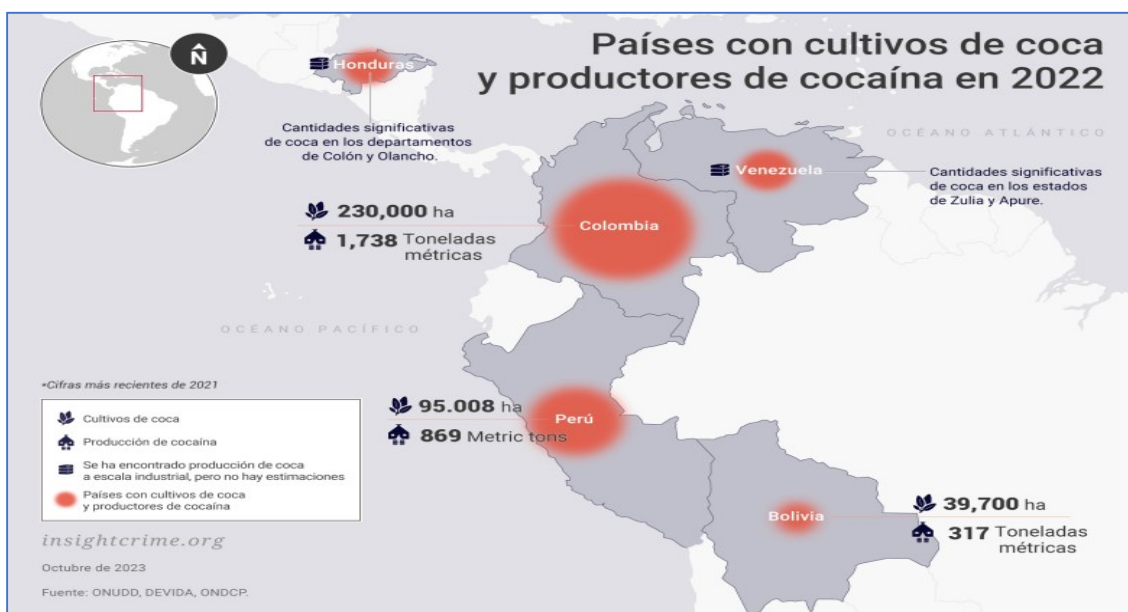 Países con cultivos de coca
y productores de cocaína en 2022
N
Honduras
Cantidades significativas
de coca en los departamentos
de Colón y Olancho.
OCÉANO ATLÁNTICO
Venezuela
Cantidades significativas
de coca en los estados
de Zulia y Apure.
230,000 ha
1,738 Toneladas
métricas
Colombia
OCÉANO PACÍFICO
95.008 ha
869 Metric tons
Perú
Bolivia
39,700 ha
317 Toneladas
métricas
*Cifras más recientes de 2021
Cultivos de coca
Producción de cocaína
Se ha encontrado producción de coca
a escala industrial, pero no hay estimaciones
Países con cultivos de coca
y productores de cocaína
insightcrime.org
Octubre de 2023
Fuente: ONUDD, DEVIDA, ONDCP.